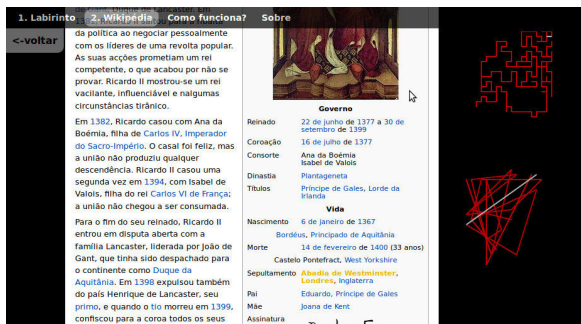 1. Labirinto 2. Wikipédia Como funciona? Sobre
<-voltar
da política ao negociar pessoalmente
com os líderes de uma revolta popular.
As suas acções prometiam um rei
competente, o que acabou por não se
provar. Ricardo II mostrou-se um rei
vacilante, influenciável e nalgumas
circunstâncias tirânico.
Em 1382, Ricardo casou com Ana da
Boémia, filha de Carlos IV, Imperador
do Sacro-Império. O casal foi feliz, mas
a união não produziu qualquer
descendência. Ricardo II casou uma
segunda vez em 1394, com Isabel de
Valois, filha do rei Carlos VI de França;
a união não chegou a ser consumada.
Para o fim do seu reinado, Ricardo II
entrou em disputa aberta com a
família Lancaster, liderada por João de
Gant, que tinha sido despachado para
o continente como Duque da
Aquitânia. Em 1398 expulsou também
do país Henrique de Lancaster, seu
primo, e quando o tio morreu em 1399,
confiscou para a coroa todos os seus
Governo
Reinado 22 de junho de 1377 a 30 de
setembro de 1399
Coroação 16 de julho de 1377
Consorte Ana da Boémia
Isabel de Valois
Dinastia Plantageneta
Títulos Príncipe de Gales, Lorde da
Irlanda
Vida
Nascimento 6 de janeiro de 1367
Bordéus, Principado de Aquitânia
Morte 14 de fevereiro de 1400 (33 anos)
Castelo Pontefract, West Yorkshire
Sepultamento Abadia de Westminster,
Londres, Inglaterra
Pai Eduardo, Príncipe de Gales
Mãe Joana de Kent
Assinatura